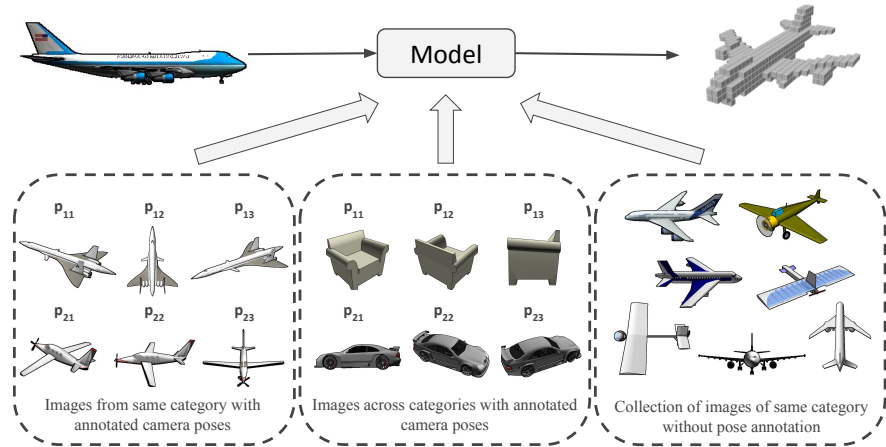 Model
p11 p12 p13
p21 p22 p23
Images from same category with
annotated camera poses
p11 p12 p13
p21 p22 p23
Images across categories with annotated
camera poses
Collection of images of same category
without pose annotation